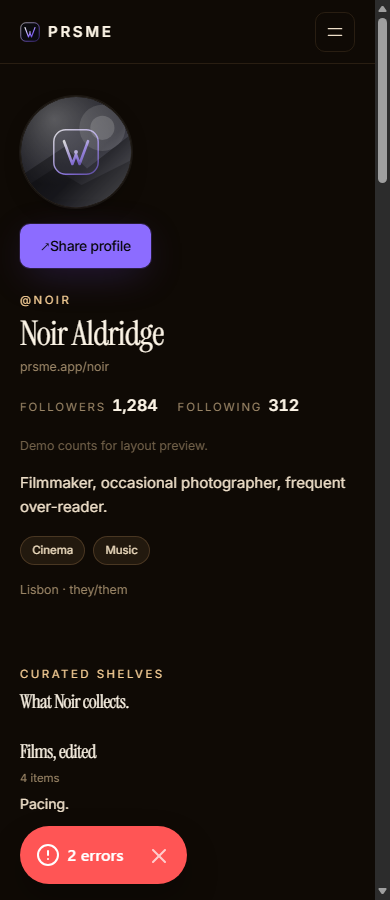 PRSME
Share profile
@NOIR
Noir Aldridge
prsme.app/noir
FOLLOWERS 1,284 FOLLOWING 312
Demo counts for layout preview.
Filmmaker, occasional photographer, frequent
over-reader.
Cinema Music
Lisbon · they/them
CURATED SHELVES
What Noir collects.
Films, edited
4 items
Pacing.
2 errors